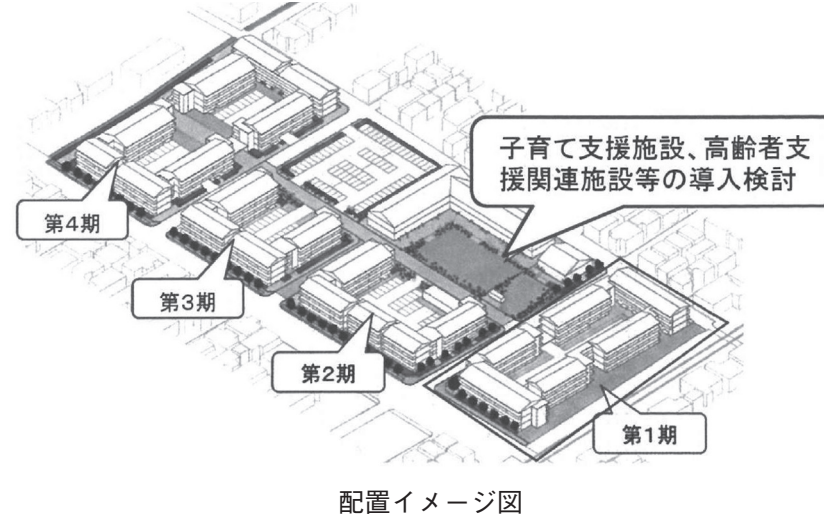 子育て支援施設、高齢者支
援関連施設等の導入検討
第4期
第3期
第2期
第1期
配置イメージ図